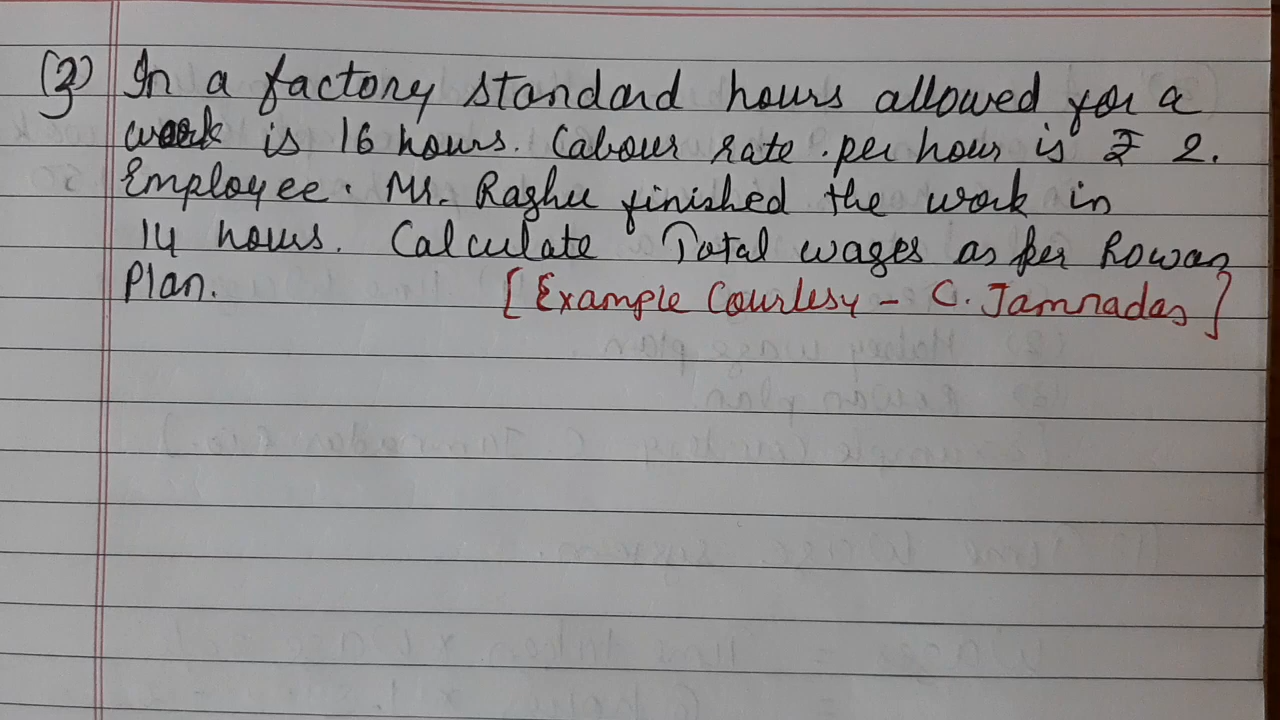 (3) In a factory standard hours allowed for a
work is 16 hours. Labour rate per hour is ₹ 2.
Employee. Mr. Raghu finished the work in
14 hours. Calculate Total wages as per Rowan
Plan.
[Example Courtesy - C. Jamnadas]